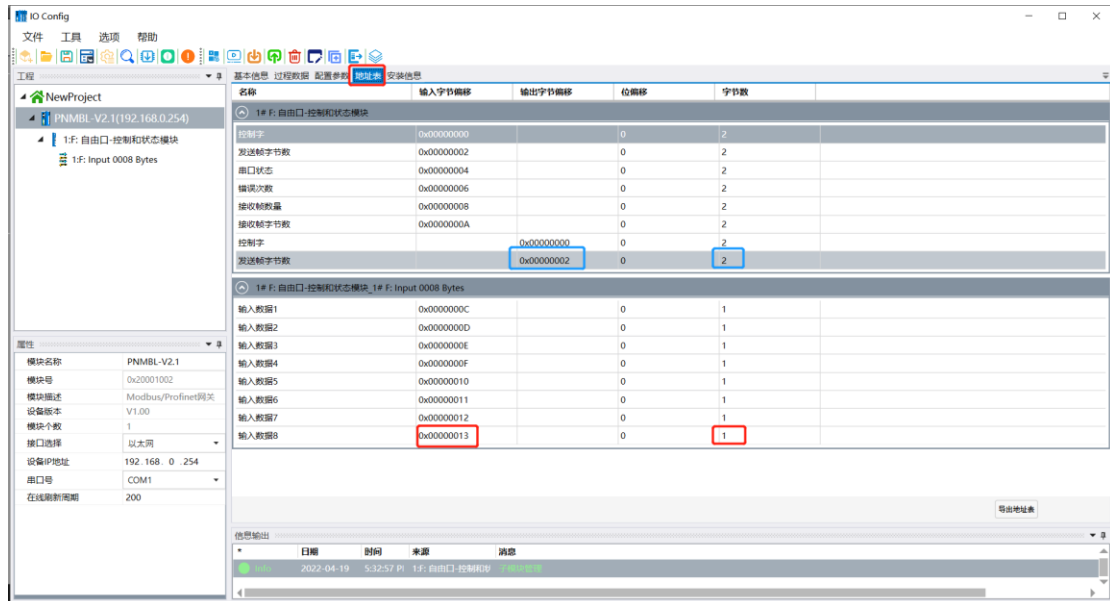 IO Config
文件 工具 选项 帮助
工程
NewProject
PNMBL-V2.1(192.168.0.254)
1:F: 自由口-控制和状态模块
1:F: Input 0008 Bytes
基本信息 过程数据 配置参数 地址表 安装信息
名称 输入字节偏移 输出字节偏移 位偏移 字节数
1# F: 自由口-控制和状态模块
控制字 0x00000000 0 2
发送帧字节数 0x00000002 0 2
串口状态 0x00000004 0 2
错误次数 0x00000006 0 2
接收帧数量 0x00000008 0 2
接收帧字节数 0x0000000A 0 2
控制字 0x00000000 0 2
发送帧字节数 0x00000002 0 2
1# F: 自由口-控制和状态模块_1# F: Input 0008 Bytes
输入数据1 0x0000000C 0 1
输入数据2 0x0000000D 0 1
输入数据3 0x0000000E 0 1
输入数据4 0x0000000F 0 1
输入数据5 0x00000010 0 1
输入数据6 0x00000011 0 1
输入数据7 0x00000012 0 1
输入数据8 0x00000013 0 1
导出地址表
属性
模块名称 PNMBL-V2.1
模块号 0x20001002
模块描述 Modbus/Profinet网关
设备版本 V1.00
模块个数 1
接口选择 以太网
设备IP地址 192.168. 0 .254
串口号 COM1
在线刷新周期 200
信息输出
* 日期 时间 来源 消息
info 2022-04-19 5:32:57 P 1:F: 自由口-控制和 子模块管理